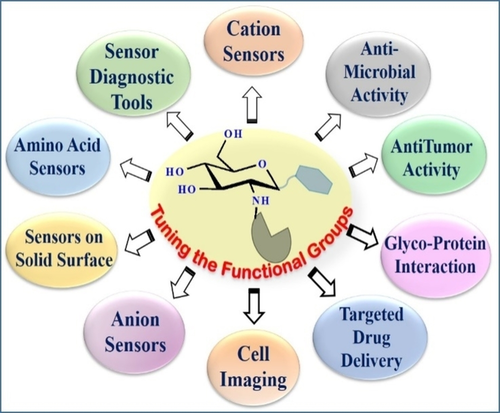 Cation
Sensors
Sensor
Diagnostic
Tools
Anti-
Microbial
Activity
Amino Acid
Sensors
AntiTumor
Activity
OH
HO
O
HO
NH
Tuning the Functional Groups
Sensors on
Solid Surface
Glyco-Protein
Interaction
Anion
Sensors
Cell
Imaging
Targeted
Drug
Delivery